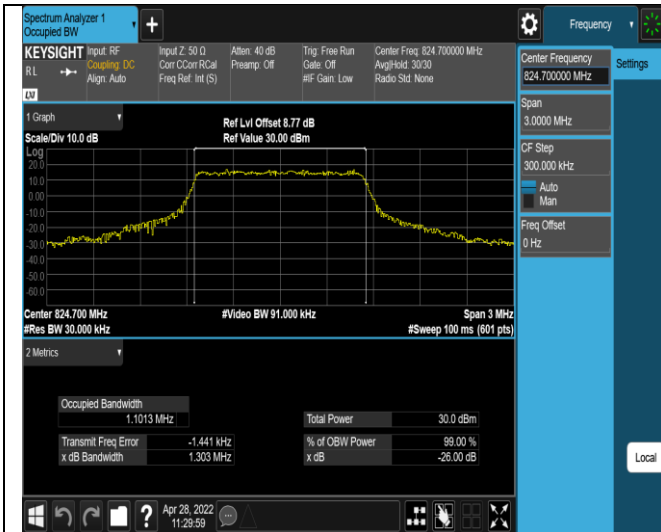 Spectrum Analyzer 1
Occupied BW
+
Frequency
KEYSIGHT
RL
LXI
Input: RF
Coupling: DC
Align: Auto
Input Z: 50 Ω
Corr CCorr RCal
Freq Ref: Int (S)
Atten: 40 dB
Preamp: Off
Trig: Free Run
Gate: Off
#IF Gain: Low
Center Freq: 824.700000 MHz
Avg|Hold: 30/30
Radio Std: None
Center Frequency
824.700000 MHz
Settings
Span
3.0000 MHz
CF Step
300.000 kHz
Auto
Man
Freq Offset
0 Hz
Local
1 Graph
Scale/Div 10.0 dB
Ref Lvl Offset 8.77 dB
Ref Value 30.00 dBm
Log
20.0
10.0
0.00
-10.0
-20.0
-30.0
-40.0
-50.0
-60.0
Center 824.700 MHz
#Video BW 91.000 kHz
Span 3 MHz
#Res BW 30.000 kHz
#Sweep 100 ms (601 pts)
2 Metrics
Occupied Bandwidth
1.1013 MHz
Total Power 30.0 dBm
Transmit Freq Error -1.441 kHz
% of OBW Power 99.00 %
x dB Bandwidth 1.303 MHz
x dB -26.00 dB
?
Apr 28, 2022
11:29:59